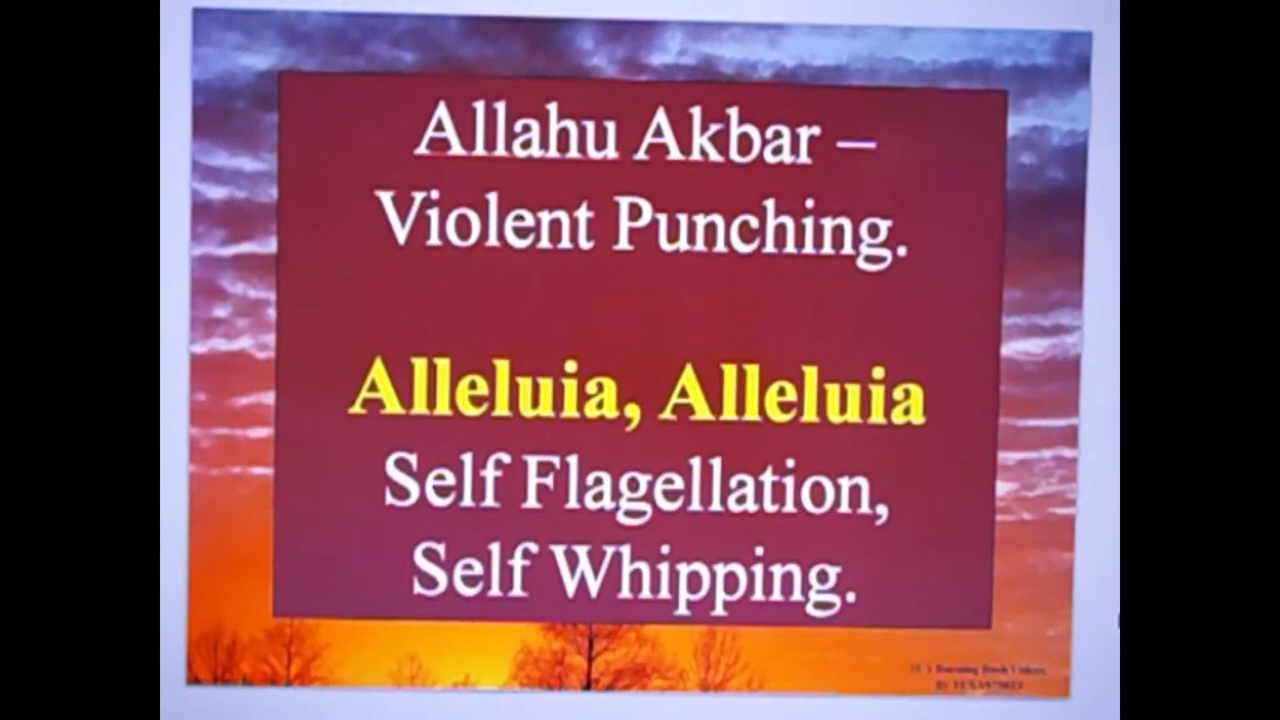 Allahu Akbar –
Violent Punching.
Alleluia, Alleluia
Self Flagellation,
Self Whipping.